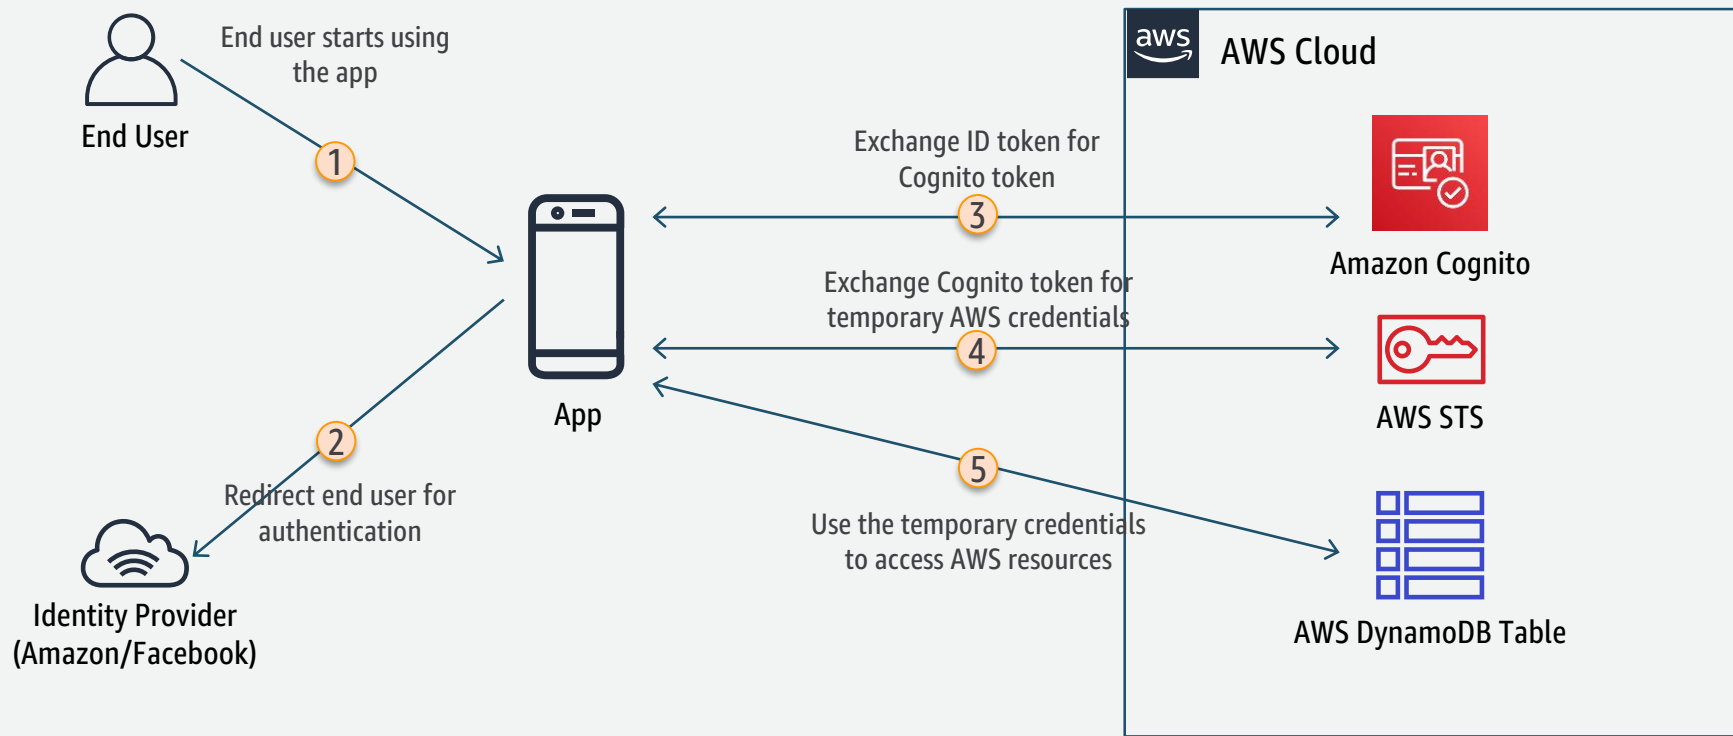 End user starts using
the app
End User
1
aws
AWS Cloud
Exchange ID token for
Cognito token
3
Amazon Cognito
Exchange Cognito token for
temporary AWS credentials
4
AWS STS
App
2
Redirect end user for
authentication
5
Use the temporary credentials
to access AWS resources
Identity Provider
(Amazon/Facebook)
AWS DynamoDB Table